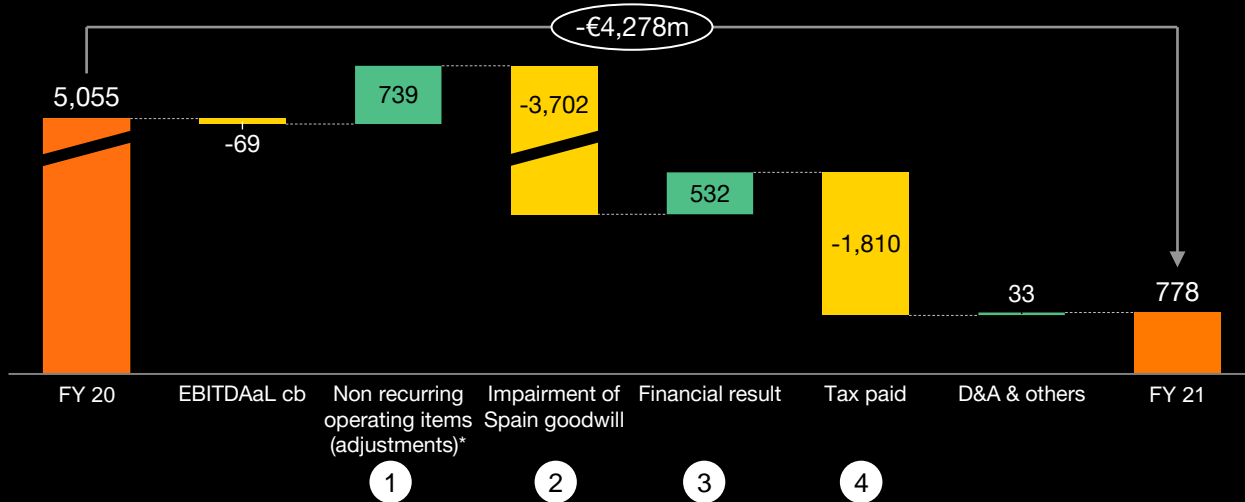 -€4,278m
5,055
-69
739
-3,702
532
-1,810
33
778
FY 20
EBITDAaL cb
Non recurring
operating items
(adjustments)*
Impairment of
Spain goodwill
Financial result
Tax paid
D&A & others
FY 21
1
2
3
4